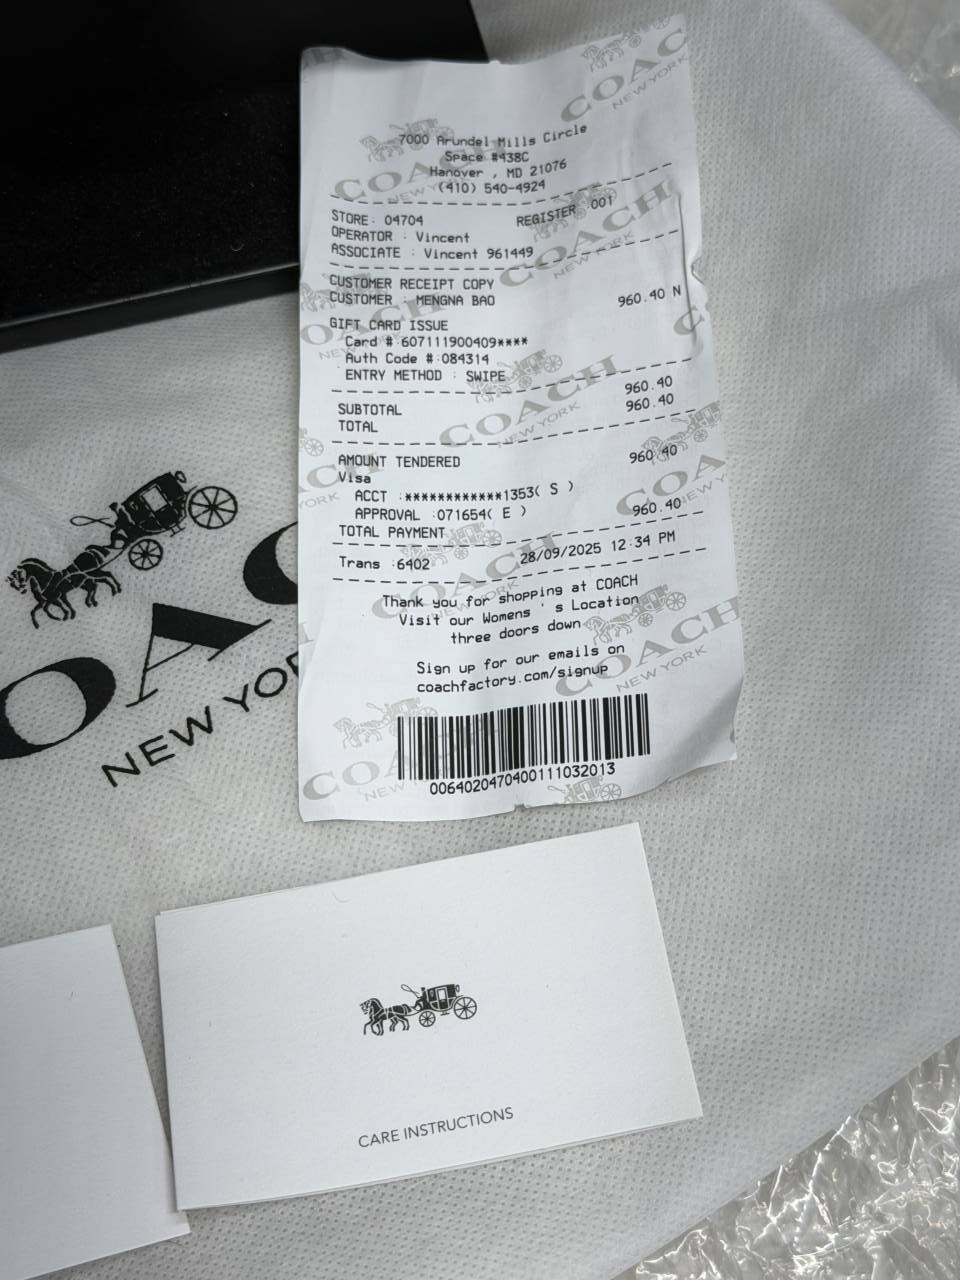 7000 Arundel Mills Circle
Space #438C
Hanover , MD 21076
(410) 540-4924
STORE: 04704 REGISTER 001
OPERATOR : Vincent
ASSOCIATE : Vincent 961449
CUSTOMER RECEIPT COPY
CUSTOMER : MENGNA BAO 960.40 N
GIFT CARD ISSUE
Card #:607111900409****
Auth Code #:084314
ENTRY METHOD : SWIPE
SUBTOTAL 960.40
TOTAL 960.40
AMOUNT TENDERED 960.40
Visa
ACCT :************1353( S )
APPROVAL :071654( E )
TOTAL PAYMENT 960.40
Trans :6402 28/09/2025 12:34 PM
Thank you for shopping at COACH
Visit our Womens ' s Location
three doors down
Sign up for our emails on
coachfactory.com/signup
0064020470400111032013
COACH
NEW YORK
OAC
NEW YOR
CARE INSTRUCTIONS